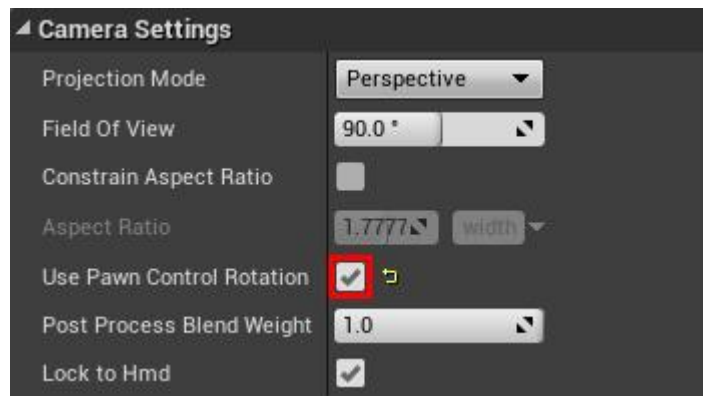 Camera Settings
Projection Mode Perspective
Field Of View 90.0 °
Constrain Aspect Ratio
Aspect Ratio 1.7777 width
Use Pawn Control Rotation
Post Process Blend Weight 1.0
Lock to Hmd